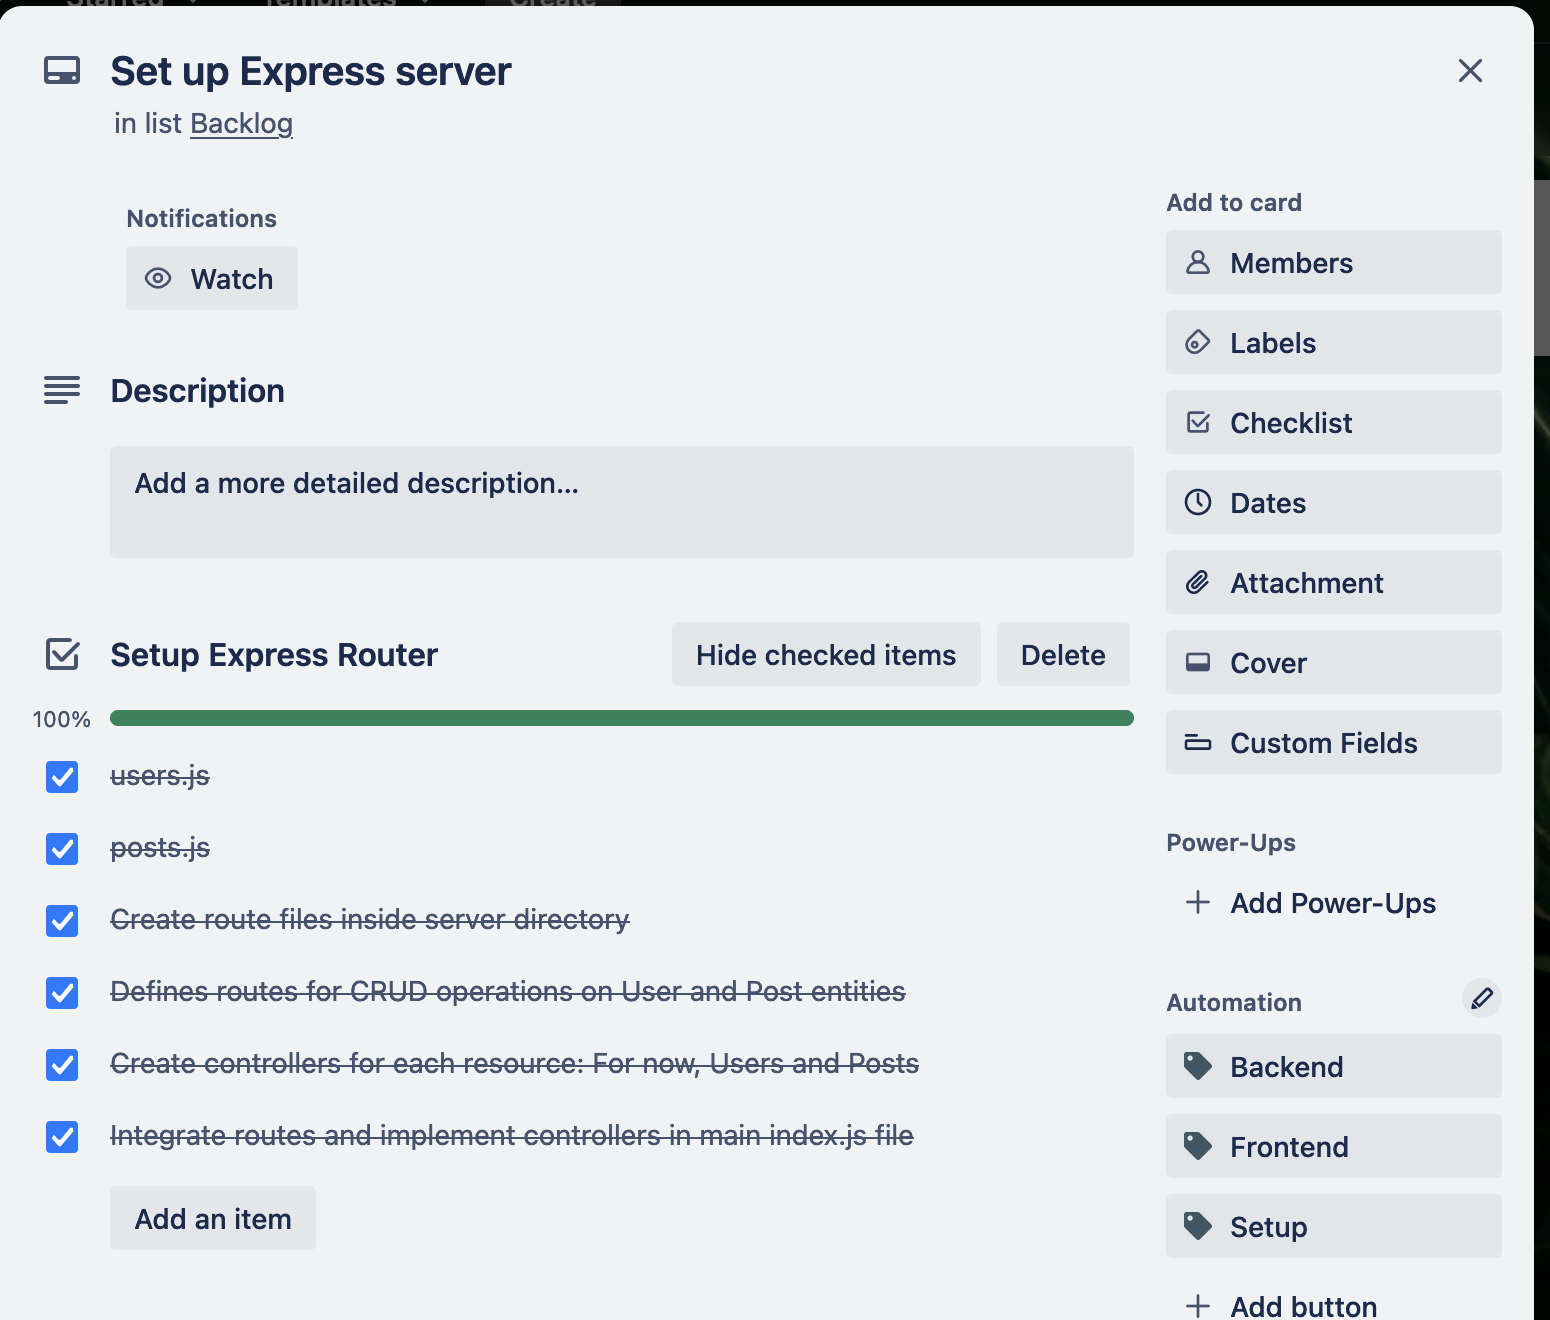 Starred
Templates
Create
Set up Express server
in list Backlog
Notifications
Watch
Description
Add a more detailed description...
Setup Express Router
Hide checked items
Delete
100%
users.js
posts.js
Create route files inside server directory
Defines routes for CRUD operations on User and Post entities
Create controllers for each resource: For now, Users and Posts
Integrate routes and implement controllers in main index.js file
Add an item
Add to card
Members
Labels
Checklist
Dates
Attachment
Cover
Custom Fields
Power-Ups
Add Power-Ups
Automation
Backend
Frontend
Setup
Add button